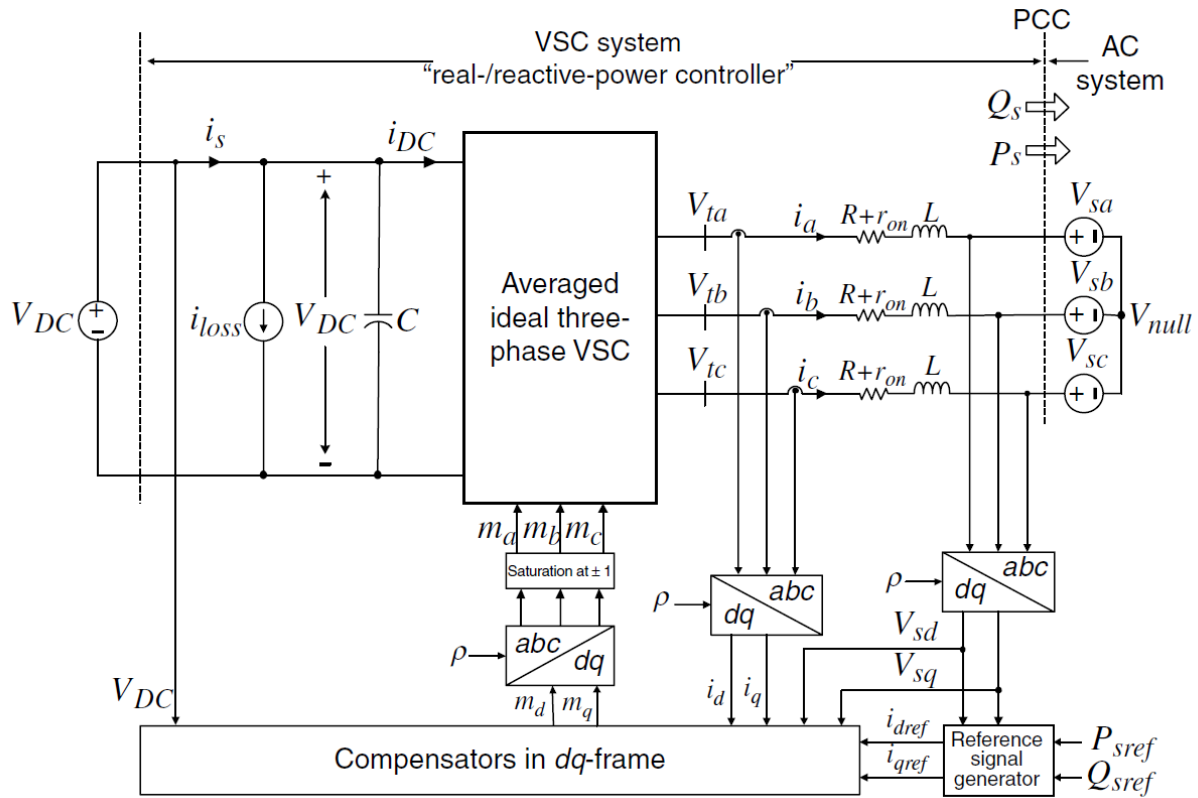 VSC system
"real-/reactive-power controller"
PCC
AC
system
Qs
Ps
is
iDC
Vta
ia
R+ron
L
Vsa
VDC
iloss
VDC
C
Averaged
ideal three-
phase VSC
Vtb
ib
R+ron
L
Vsb
Vnull
Vtc
ic
R+ron
L
Vsc
ma mb mc
Saturation at ± 1
ρ
abc
dq
ρ
abc
dq
ρ
abc
dq
VDC
md mq
id iq
Vsd
Vsq
Compensators in dq-frame
idref
iqref
Reference
signal
generator
Psref
Qsref